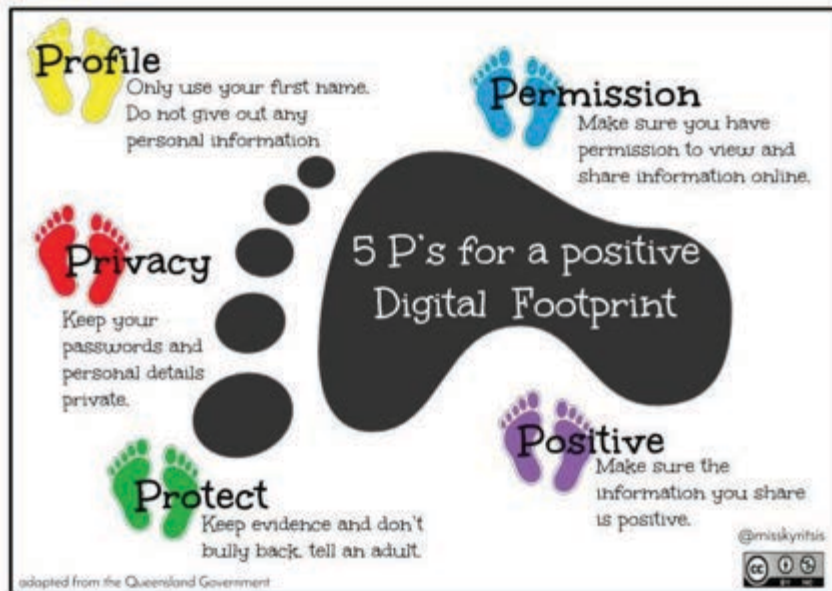 Profile
Only use your first name.
Do not give out any
personal information
Permission
Make sure you have
permission to view and
share information online.
5 P's for a positive
Digital Footprint
Privacy
Keep your
passwords and
personal details
private.
Positive
Make sure the
information you share
is positive.
Protect
Keep evidence and don't
bully back. tell an adult.
@misskyritsis
cc
BY NC
adapted from the Queensland Government